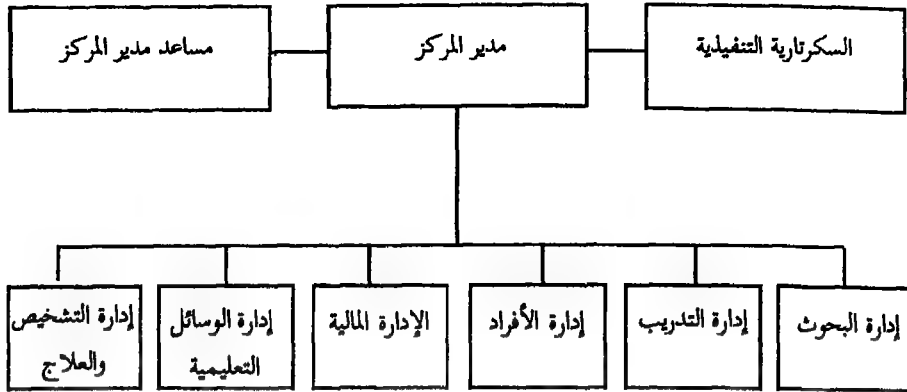 السكرتارية التنفيذية
مدير المركز
مساعد مدير المركز
إدارة البحوث
إدارة التدريب
إدارة الأفراد
الإدارة المالية
إدارة الوسائل
التعليمية
إدارة التشخيص
والعلاج